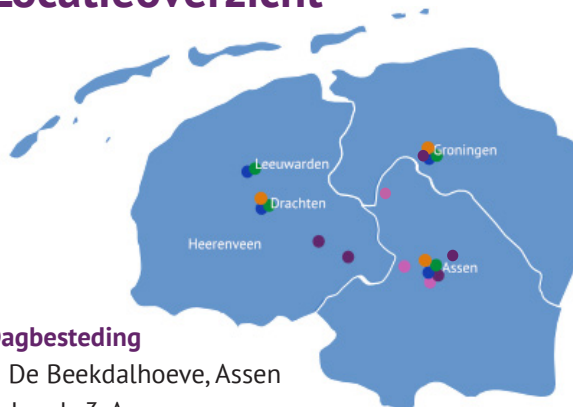 Locatieoverzicht
Groningen
Leeuwarden
Drachten
Heerenveen
Assen
Dagbesteding
De Beekdalhoeve, Assen